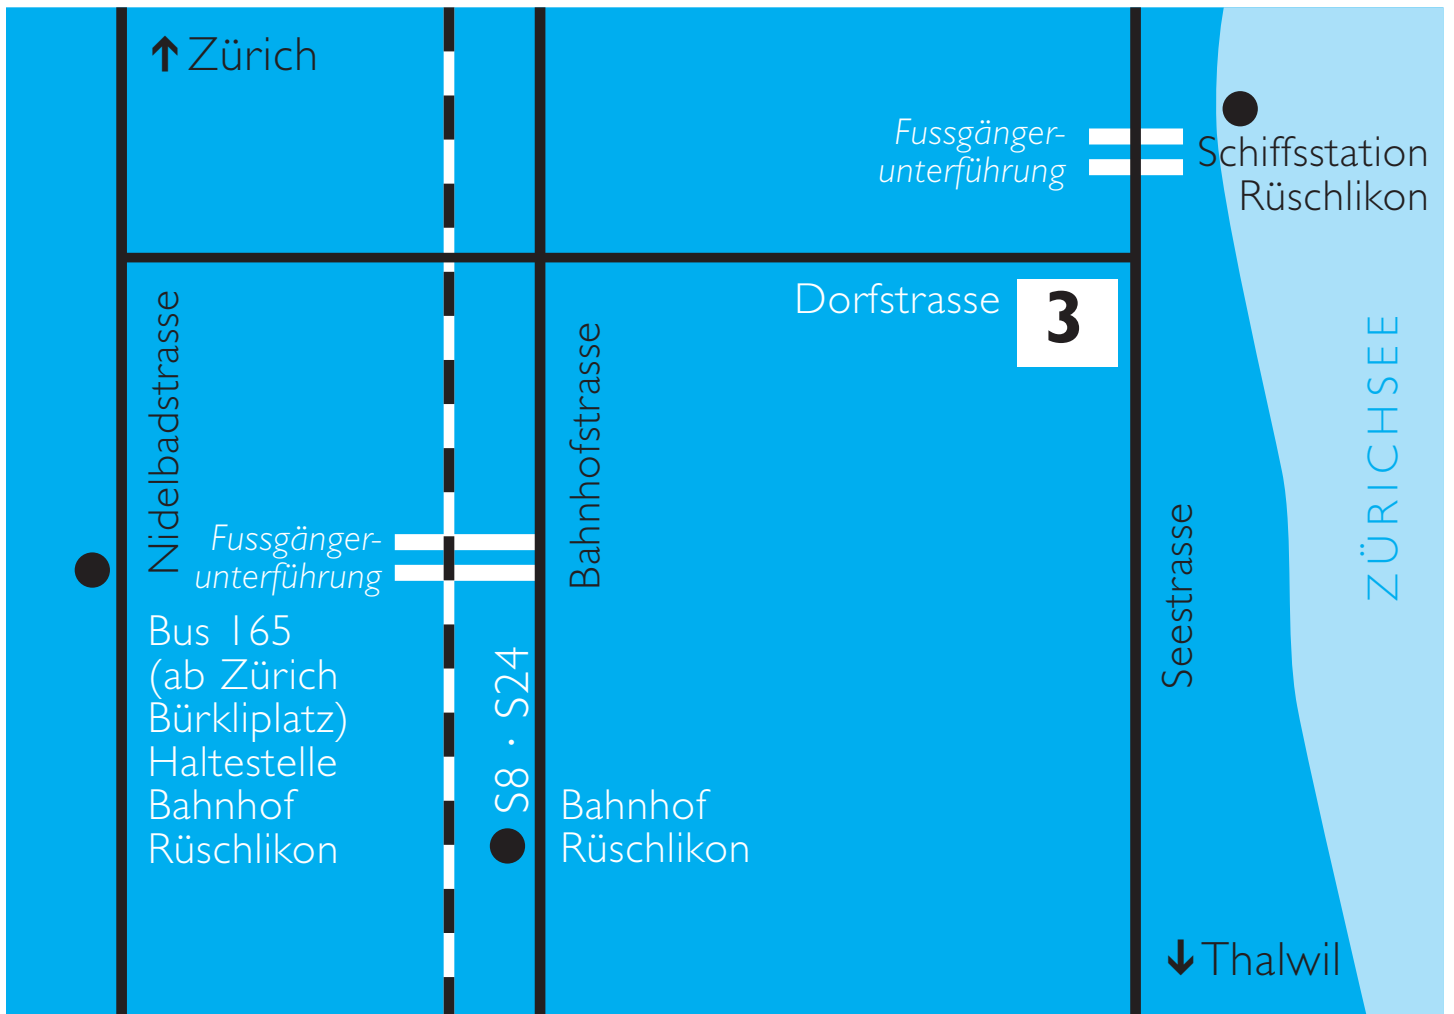 ↑ Zürich
Fussgänger-
unterführung
Schiffsstation
Rüschlikon
Dorfstrasse 3
Nidelbadstrasse
Bahnhofstrasse
ZÜRICHSEE
Seestrasse
Fussgänger-
unterführung
Bus 165
(ab Zürich
Bürkliplatz)
Haltestelle
Bahnhof
Rüschlikon
S8 · S24
Bahnhof
Rüschlikon
↓ Thalwil